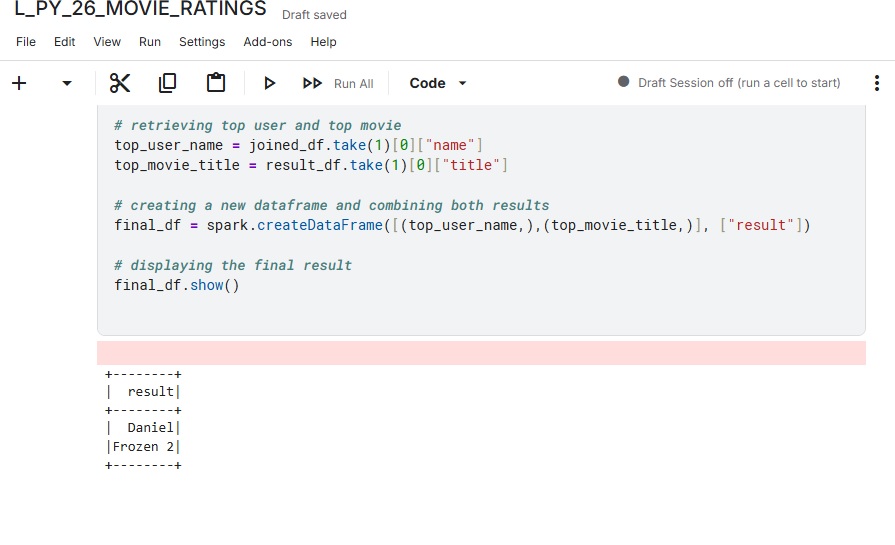 L_PY_26_MOVIE_RATINGS Draft saved
File Edit View Run Settings Add-ons Help
Run All Code Draft Session off (run a cell to start)
# retrieving top user and top movie
top_user_name = joined_df.take(1)[0]["name"]
top_movie_title = result_df.take(1)[0]["title"]
# creating a new dataframe and combining both results
final_df = spark.createDataFrame([(top_user_name,),(top_movie_title,)], ["result"])
# displaying the final result
final_df.show()
+--------+
|  result|
+--------+
|  Daniel|
|Frozen 2|
+--------+